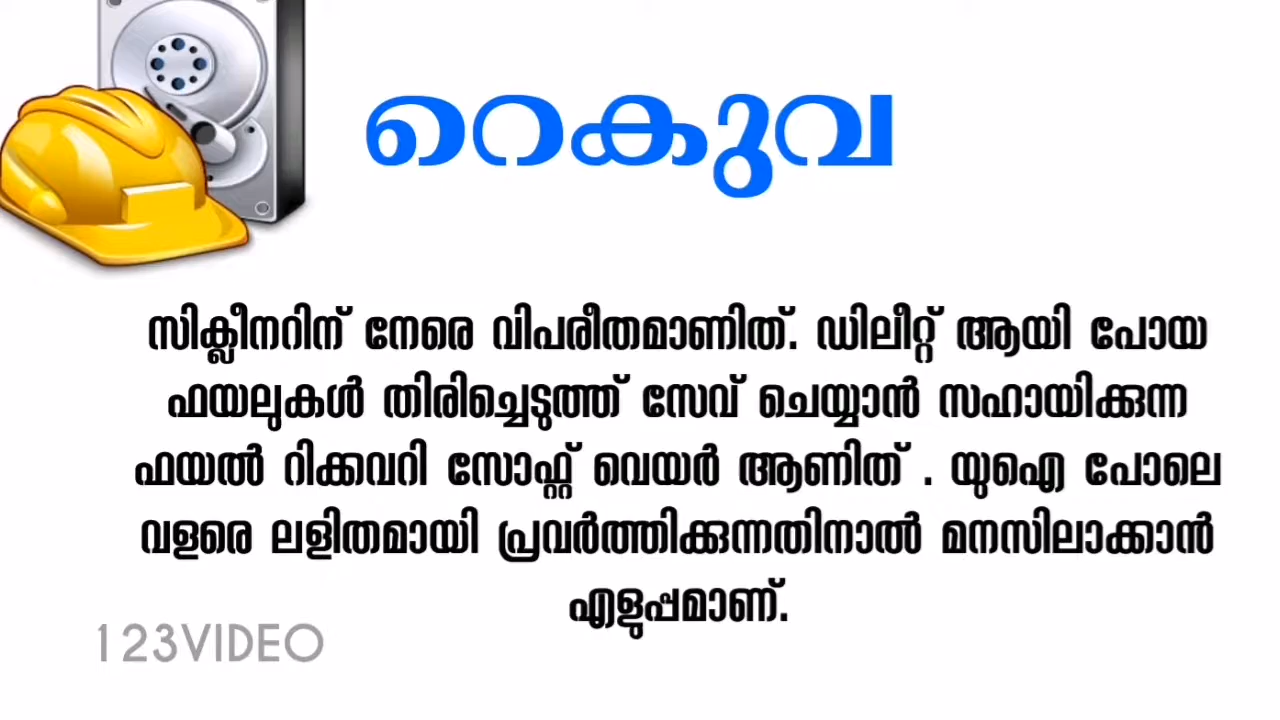 റെകുവ
സിക്ലീനറിന് നേരെ വിപരീതമാണിത്. ഡിലീറ്റ് ആയി പോയ
ഫയലുകൾ തിരിച്ചെടുത്ത് സേവ് ചെയ്യാൻ സഹായിക്കുന്ന
ഫയൽ റിക്കവറി സോഫ്റ്റ് വെയർ ആണിത് . യുഐ പോലെ
വളരെ ലളിതമായി പ്രവർത്തിക്കുന്നതിനാൽ മനസിലാക്കാൻ
എളുപ്പമാണ്.
123VIDEO